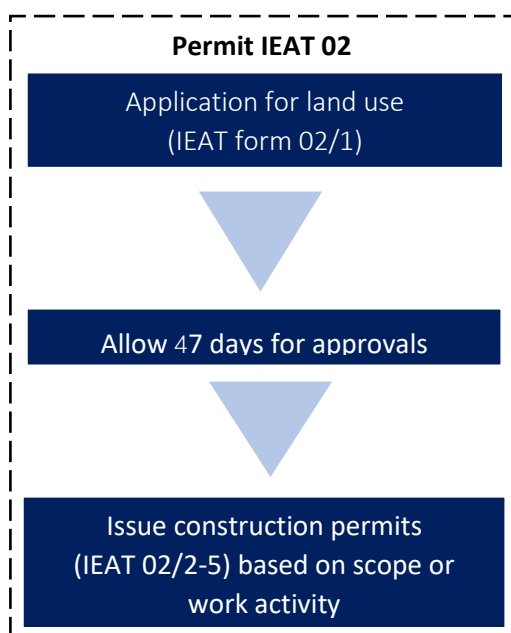 Permit IEAT 02
Application for land use
(IEAT form 02/1)
Allow 47 days for approvals
Issue construction permits
(IEAT 02/2-5) based on scope or
work activity